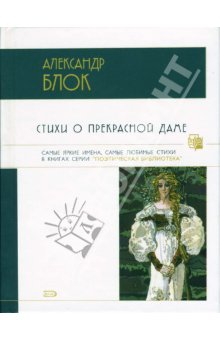 АЛЕКСАНДР
БЛОК
СТИХИ О ПРЕКРАСНОЙ ДАМЕ
САМЫЕ ЯРКИЕ ИМЕНА, САМЫЕ ЛЮБИМЫЕ СТИХИ
В КНИГАХ СЕРИИ "ПОЭТИЧЕСКАЯ БИБЛИОТЕКА"